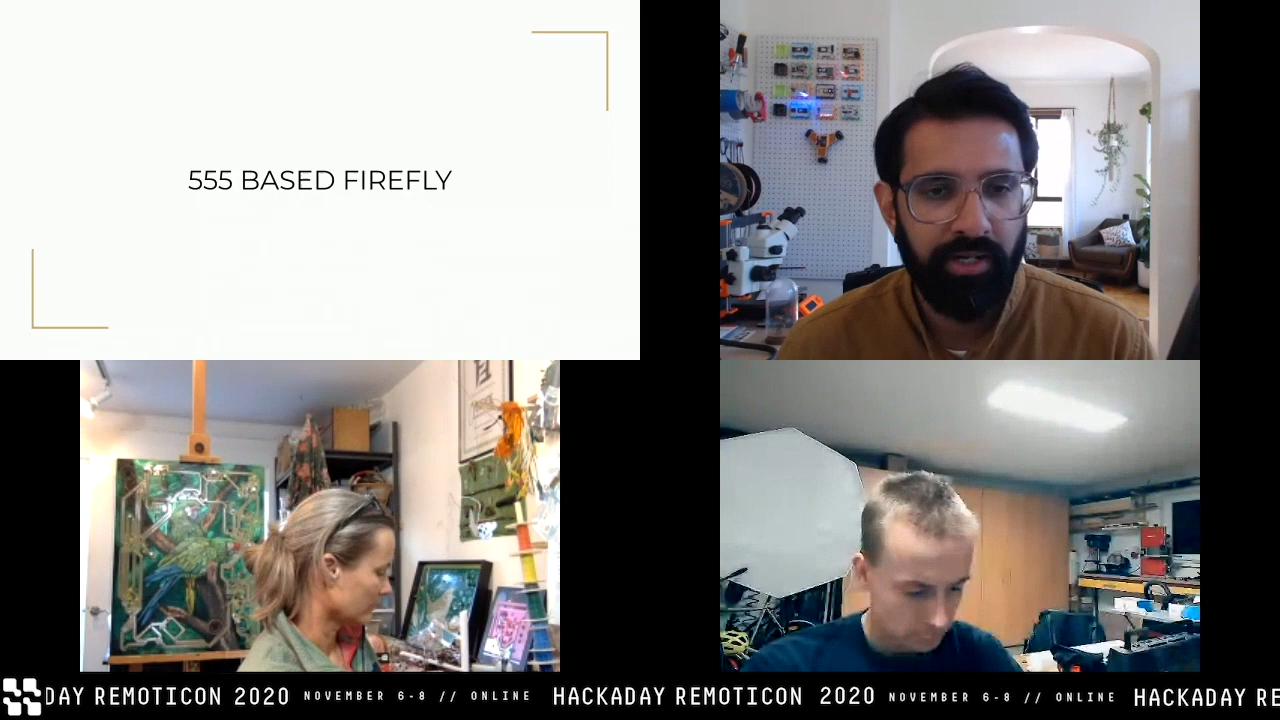 555 BASED FIREFLY
DAY REMOTICON 2020 NOVEMBER 6-8 // ONLINE HACKADAY REMOTICON 2020 NOVEMBER 6-8 // ONLINE HACKADAY RE